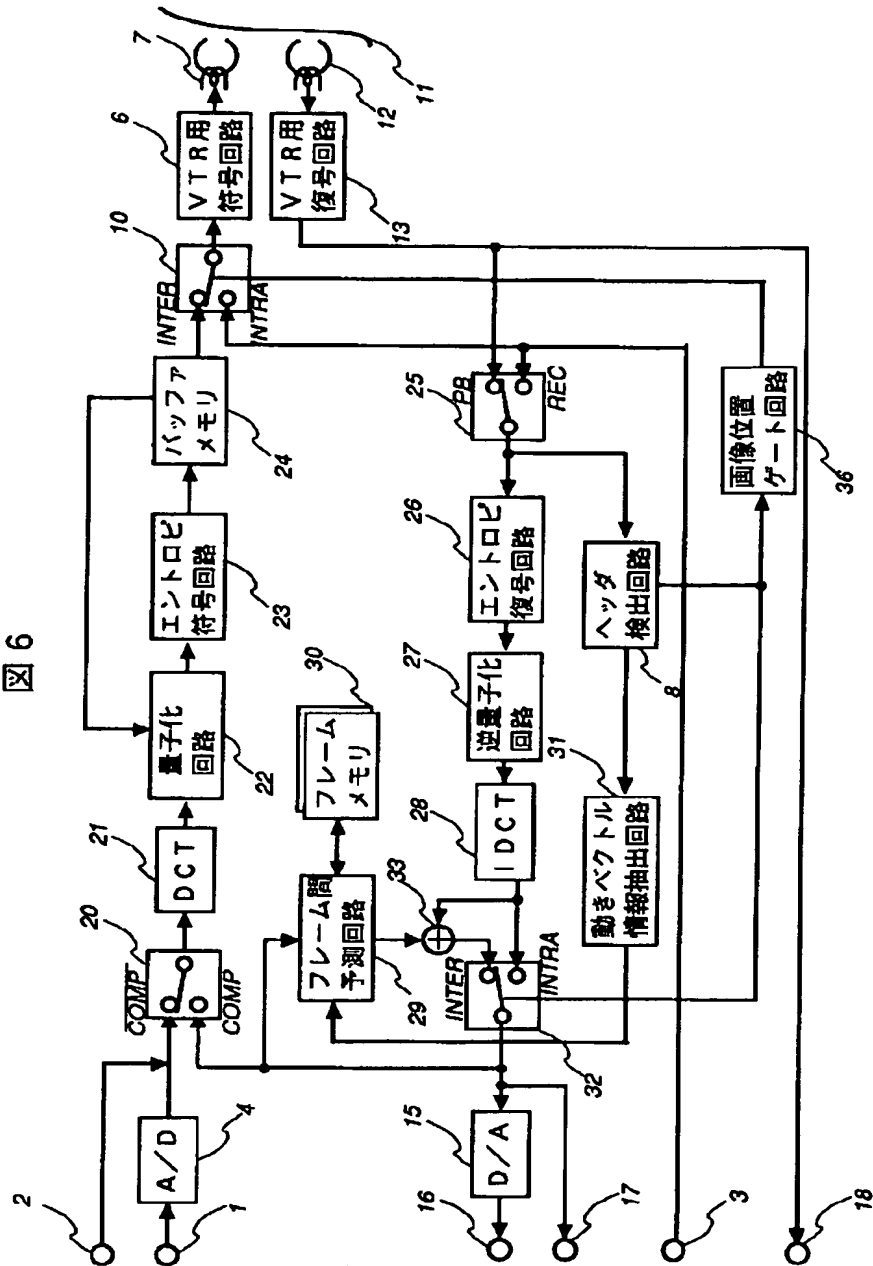 図 6
2
1
A/D
4
COMP
COMP
20
DCT
21
量子化
回路
22
エントロピ
符号回路
23
バッファ
メモリ
24
INTER
INTRA
10
VTR用
符号回路
6
7
VTR用
復号回路
13
12
11
フレーム
メモリ
30
フレーム間
予測回路
29
33
IDCT
28
逆量子化
回路
27
エントロピ
復号回路
26
PB
REC
25
INTER
INTRA
32
動きベクトル
情報抽出回路
31
ヘッダ
検出回路
8
画像位置
ゲート回路
36
D/A
15
16
17
3
18